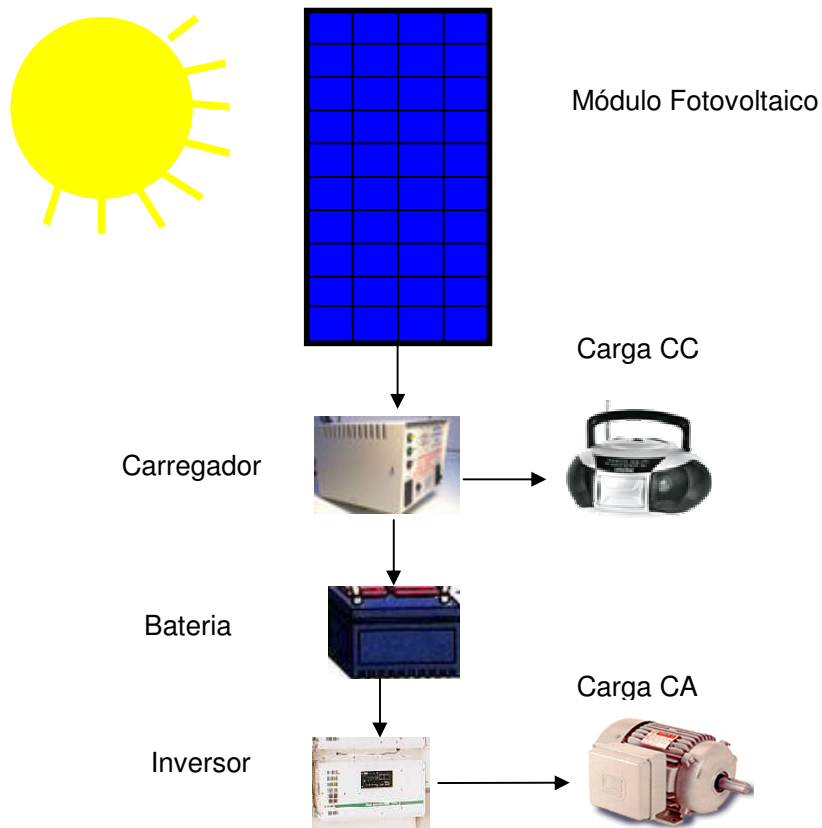 Módulo Fotovoltaico
Carga CC
Carregador
Bateria
Carga CA
Inversor